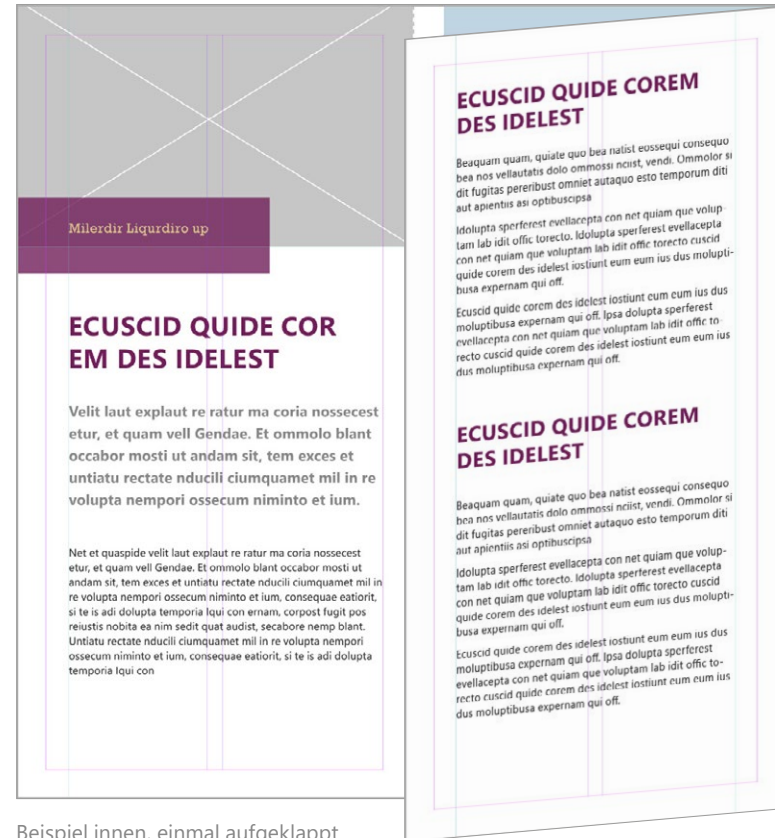 Milerdir Liqurdiro up
ECUSCID QUIDE COR
EM DES IDELEST
Velit laut explaut re ratur ma coria nossecest
etur, et quam vell Gendae. Et ommolo blant
occabor mosti ut andam sit, tem exces et
untiatu rectate nducili ciumquamet mil in re
volupta nempori ossecum niminto et ium.
Net et quaspide velit laut explaut re ratur ma coria nossecest
etur, et quam vell Gendae. Et ommolo blant occabor mosti ut
andam sit, tem exces et untiatu rectate nducili ciumquamet mil in
re volupta nempori ossecum niminto et ium, consequae eatiorit,
si te is adi dolupta temporia Iqui con ernam, corpost fugit pos
reiustis nobita ea nim sedit quat audist, secabore nemp blant.
Untiatu rectate nducili ciumquamet mil in re volupta nempori
ossecum niminto et ium, consequae eatiorit, si te is adi dolupta
temporia Iqui con
ECUSCID QUIDE COREM
DES IDELEST
Beaquam quam, quiate quo bea natist eossequi consequo
bea nos vellautatis dolo ommossi nciist, vendi. Ommolor si
dit fugitas pereribust omniet autaquo esto temporum diti
aut apientiis asi optibuscipsa
Idolupta sperferest evellacepta con net quiam que volup-
tam lab idit offic torecto. Idolupta sperferest evellacepta
con net quiam que voluptam lab idit offic torecto cuscid
quide corem des idelest iostiunt eum eum ius dus molupti-
busa expernam qui off.
Ecuscid quide corem des idelest iostiunt eum eum ius dus
moluptibusa expernam qui off. Ipsa dolupta sperferest
evellacepta con net quiam que voluptam lab idit offic to-
recto cuscid quide corem des idelest iostiunt eum eum ius
dus moluptibusa expernam qui off.
ECUSCID QUIDE COREM
DES IDELEST
Beaquam quam, quiate quo bea natist eossequi consequo
bea nos vellautatis dolo ommossi nciist, vendi. Ommolor si
dit fugitas pereribust omniet autaquo esto temporum diti
aut apientiis asi optibuscipsa
Idolupta sperferest evellacepta con net quiam que volup-
tam lab idit offic torecto. Idolupta sperferest evellacepta
con net quiam que voluptam lab idit offic torecto cuscid
quide corem des idelest iostiunt eum eum ius dus molupti-
busa expernam qui off.
Ecuscid quide corem des idelest iostiunt eum eum ius dus
moluptibusa expernam qui off. Ipsa dolupta sperferest
evellacepta con net quiam que voluptam lab idit offic to-
recto cuscid quide corem des idelest iostiunt eum eum ius
dus moluptibusa expernam qui off.
Beispiel innen, einmal aufgeklappt